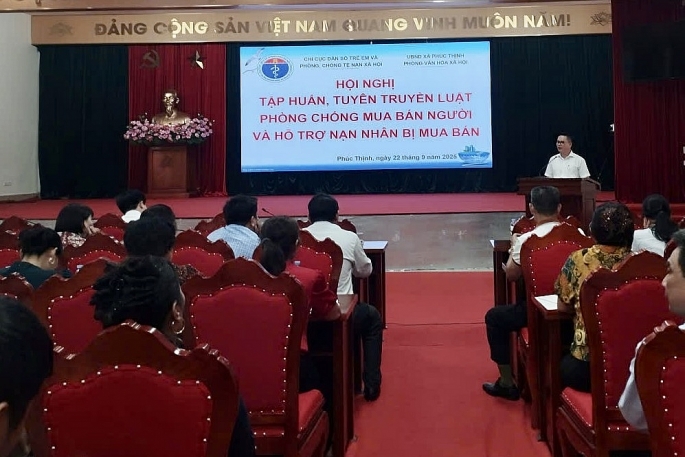 ĐẢNG CỘNG SẢN VIỆT NAM QUANG VINH MUÔN NĂM!
CHI CỤC DÂN SỐ TRẺ EM VÀ
PHÒNG, CHỐNG TỆ NẠN XÃ HỘI
UBND XÃ PHÚC THỊNH
PHÒNG VĂN HÓA XÃ HỘI
HỘI NGHỊ
TẬP HUẤN, TUYÊN TRUYỀN LUẬT
PHÒNG CHỐNG MUA BÁN NGƯỜI
VÀ HỖ TRỢ NẠN NHÂN BỊ MUA BÁN
Phúc Thịnh, ngày 22 tháng 9 năm 2025